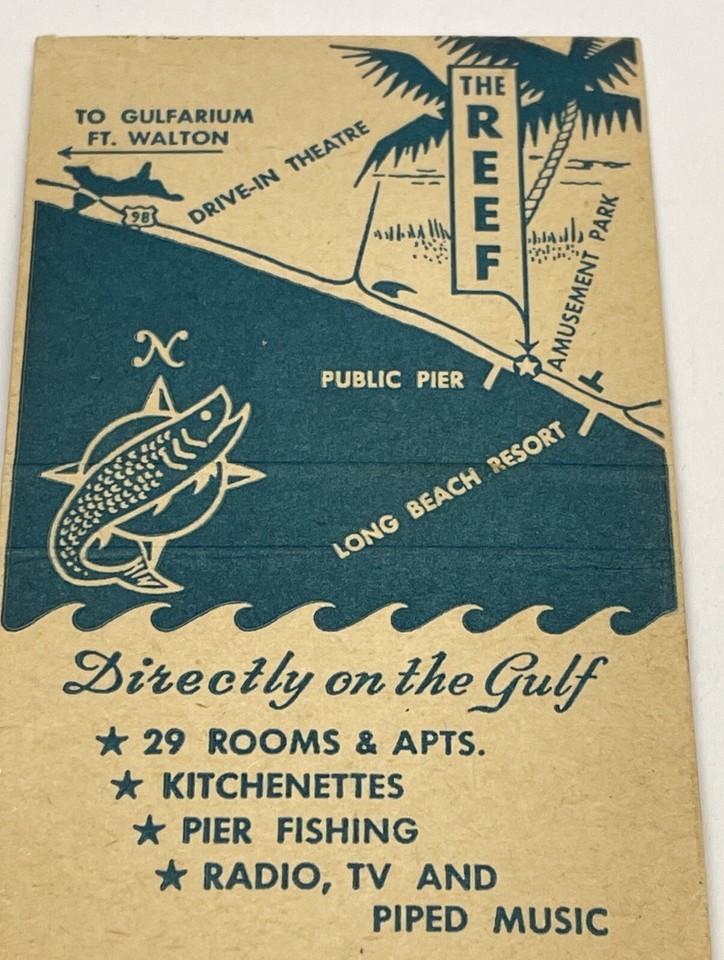 TO GULFARIUM
FT. WALTON
DRIVE-IN THEATRE
THE
REEF
98
AMUSEMENT PARK
N
PUBLIC PIER
LONG BEACH RESORT
Directly on the Gulf
★ 29 ROOMS & APTS.
★ KITCHENETTES
★ PIER FISHING
★ RADIO, TV AND
PIPED MUSIC